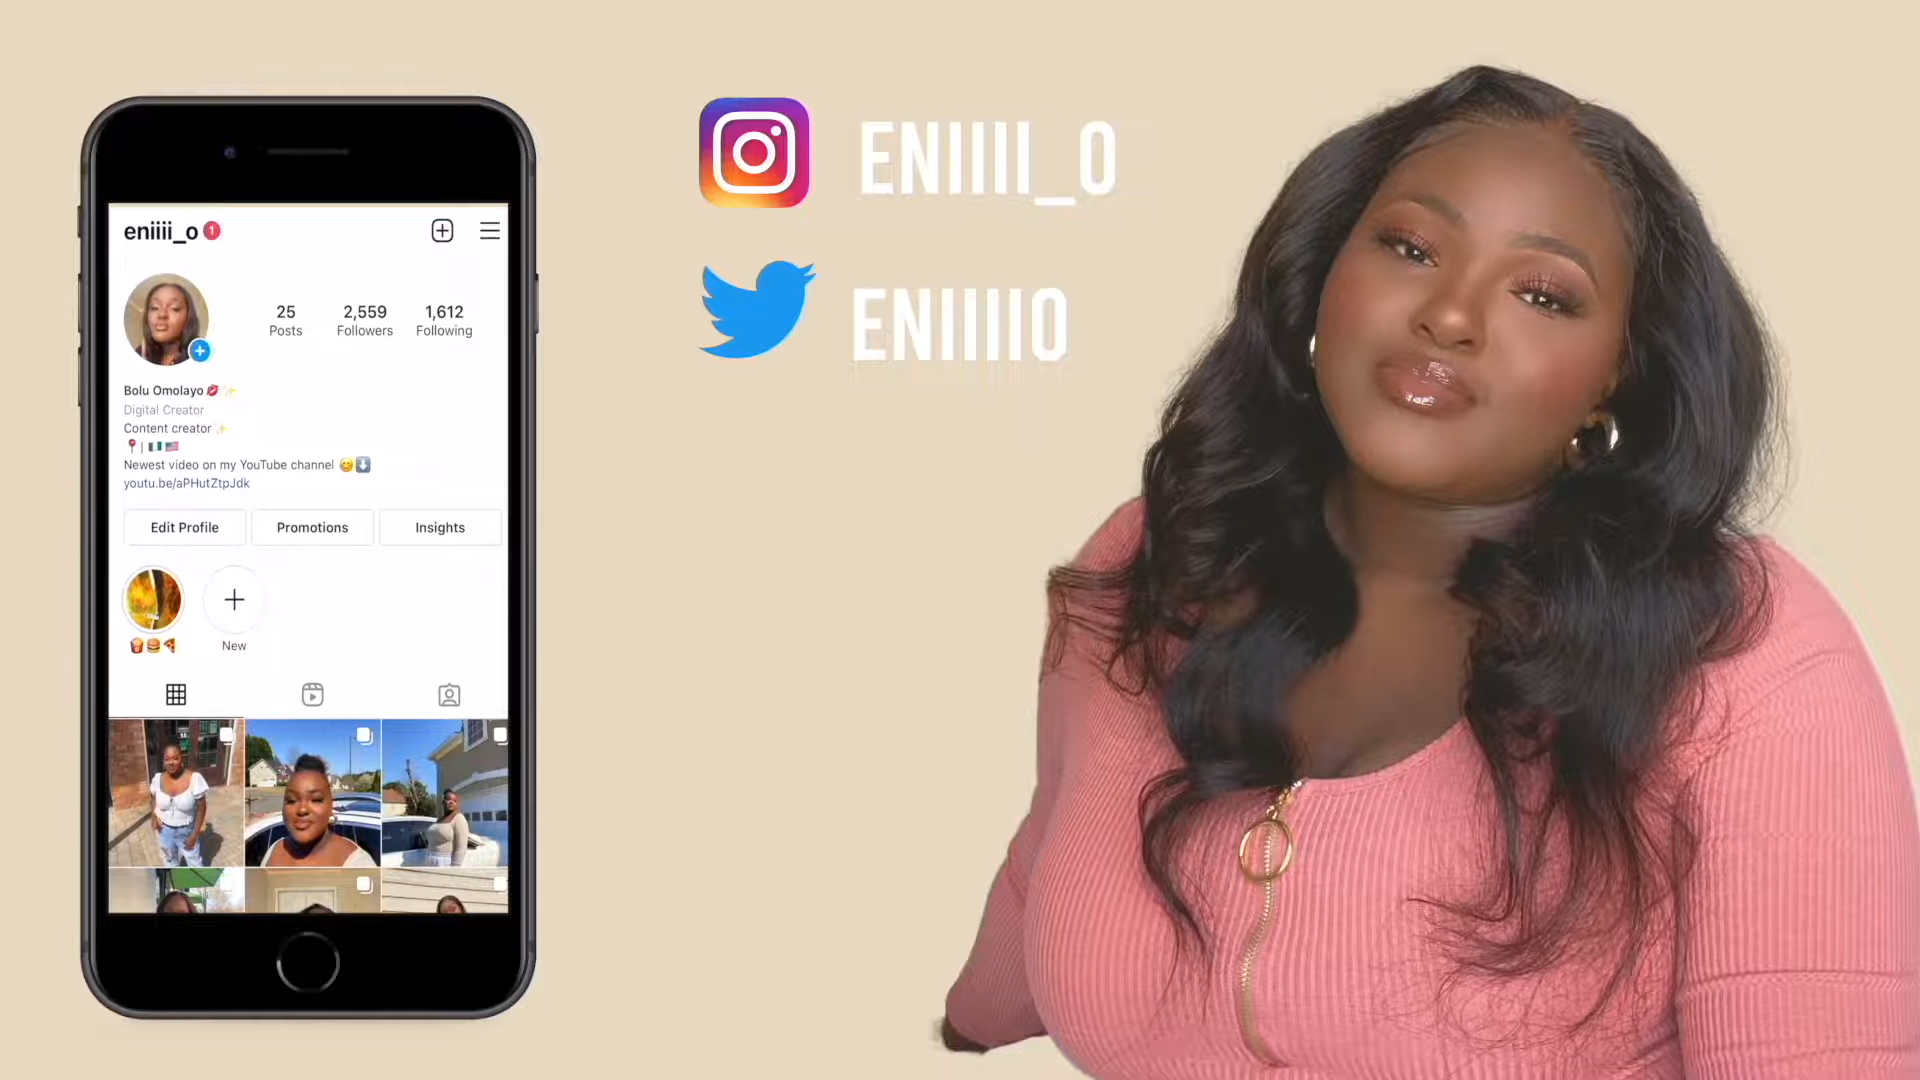 eniiii_o 1
25 2,559 1,612
Posts Followers Following
Bolu Omolayo 💋✨
Digital Creator
Content creator ✨
📍| 🇳🇬 🇺🇸
Newest video on my YouTube channel 😊⬇️
youtu.be/aPHutZtpJdk
Edit Profile Promotions Insights
🍟🍔🍕 New
ENIIII_O
ENIIIIO